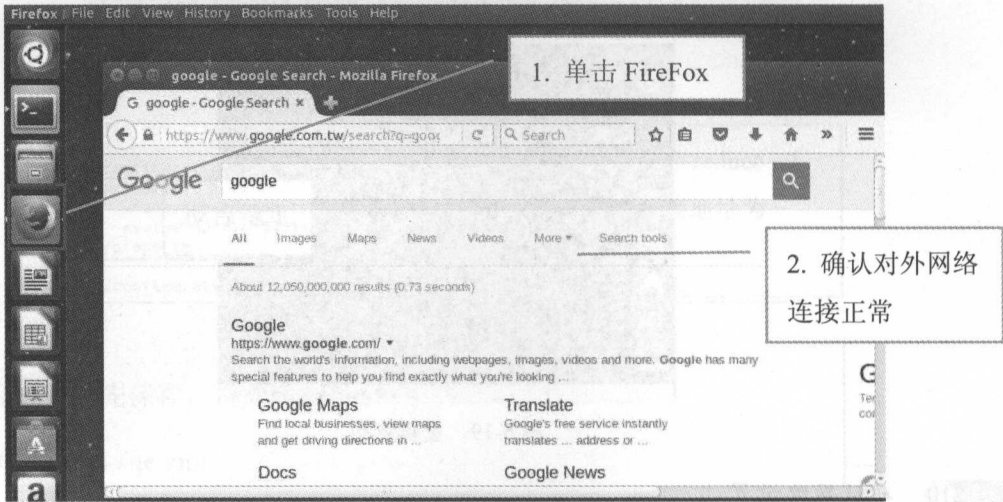 Firefox File Edit View History Bookmarks Tools Help
1. 单击 FireFox
google - Google Search - Mozilla Firefox
G google - Google Search ×
https://www.google.com.tw/search?q=goog
Search
Google google
All Images Maps News Videos More Search tools
About 12,050,000,000 results (0.73 seconds)
2. 确认对外网络
连接正常
Google
https://www.google.com/
Search the world's information, including webpages, images, videos and more. Google has many
special features to help you find exactly what you're looking ...
Google Maps Translate
Find local businesses, view maps Google's free service instantly
and get driving directions in ... translates ... address or ...
Docs Google News
G
Tec
cor
a